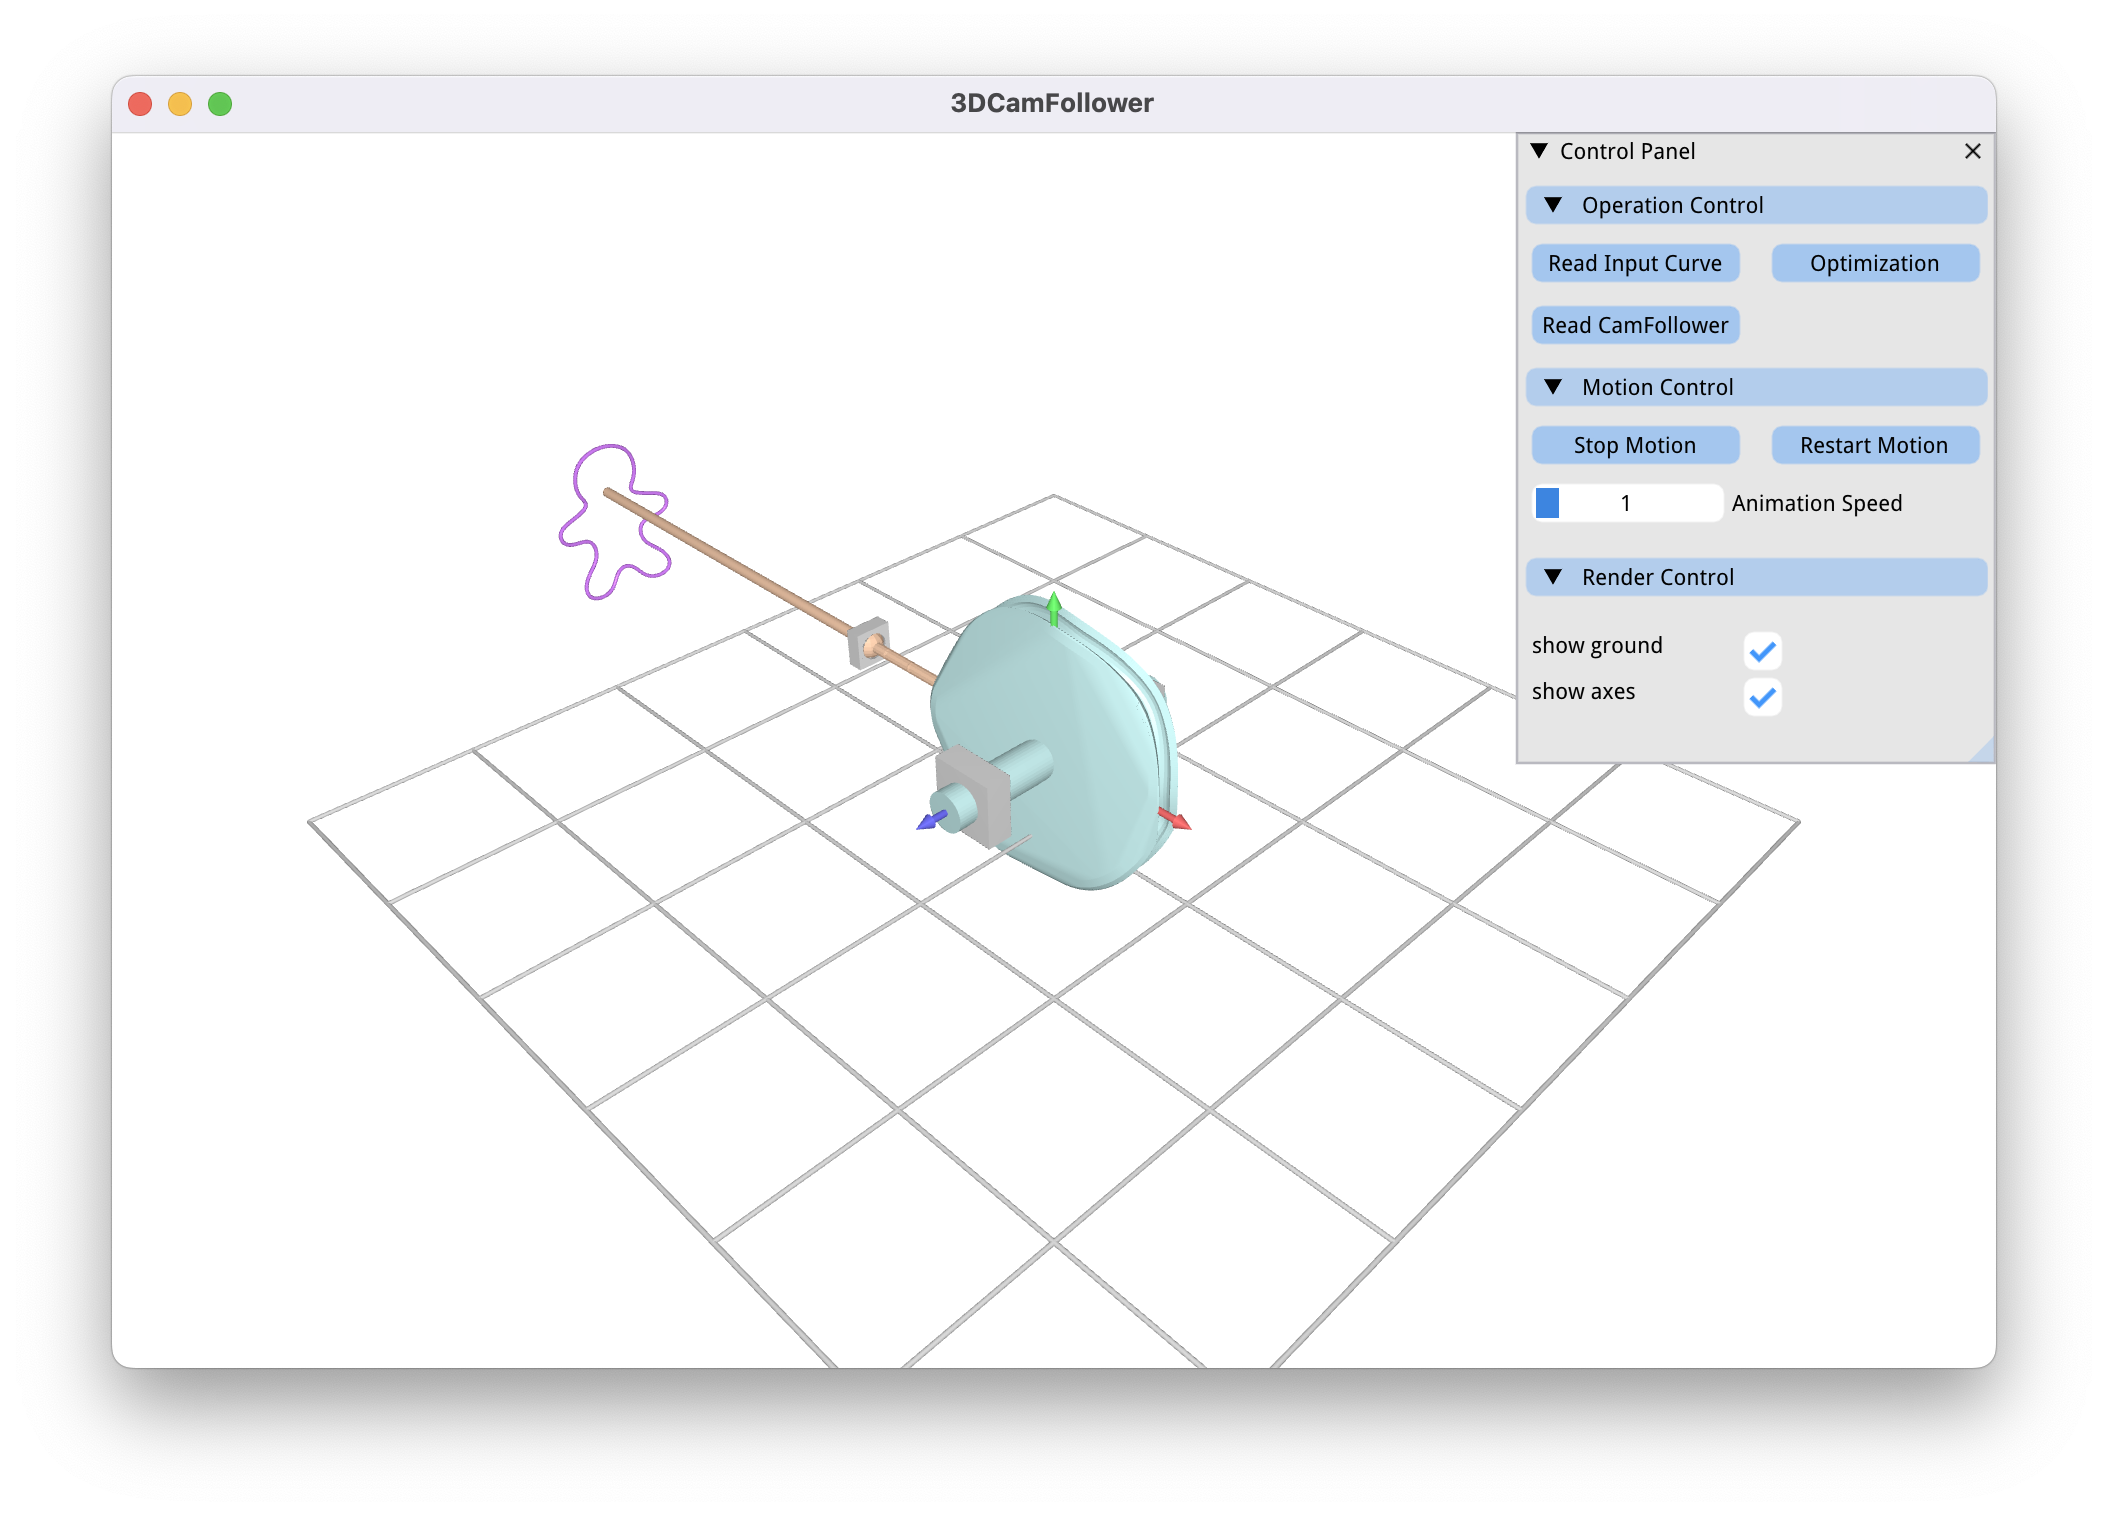 3DCamFollower
Control Panel
Operation Control
Read Input Curve Optimization
Read CamFollower
Motion Control
Stop Motion Restart Motion
1 Animation Speed
Render Control
show ground
show axes